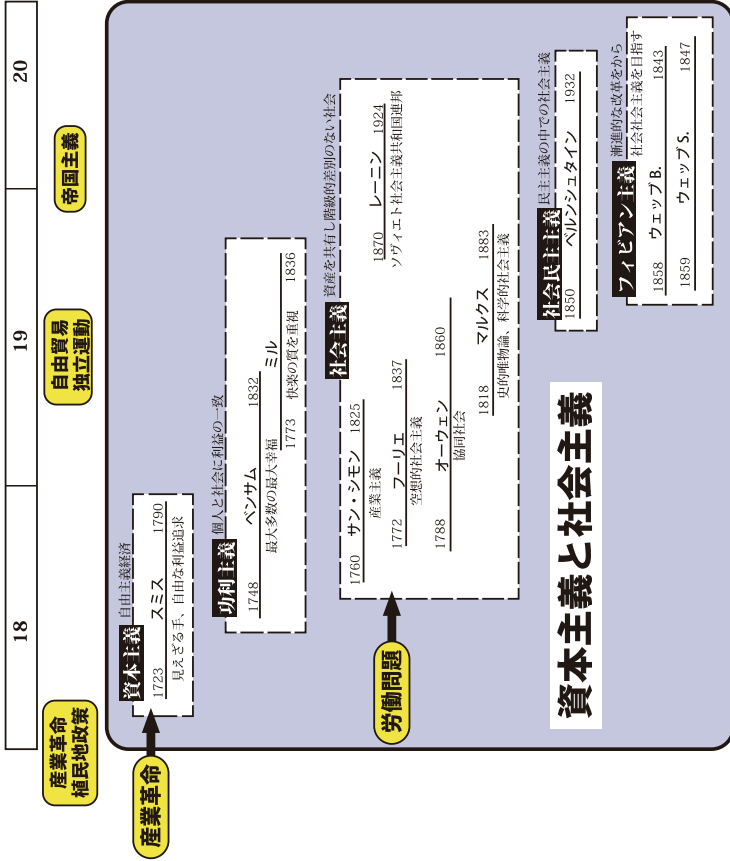 18
19
20
産業革命
植民地政策
自由貿易
独立運動
帝国主義
産業革命
資本主義
自由主義経済
1723 スミス 1790
見えざる手、自由な利益追求
功利主義
個人と社会に利益の一致
1748 ベンサム 1832
最大多数の最大幸福
1773 ミル 1836
快楽の質を重視
労働問題
社会主義
資産を共有し階級的差別のない社会
1760 サン・シモン 1825
産業主義
1772 フーリエ 1837
空想的社会主義
1788 オーウェン 1860
協同社会
1818 マルクス 1883
史的唯物論、科学的社会主義
1870 レーニン 1924
ソヴィエト社会主義共和国連邦
社会民主主義
民主主義の中での社会主義
1850 ベルンシュタイン 1932
フィビアン主義
漸進的な改革をから
社会社会主義を目指す
1858 ウェッブ B. 1843
1859 ウェッブ S. 1847
資本主義と社会主義